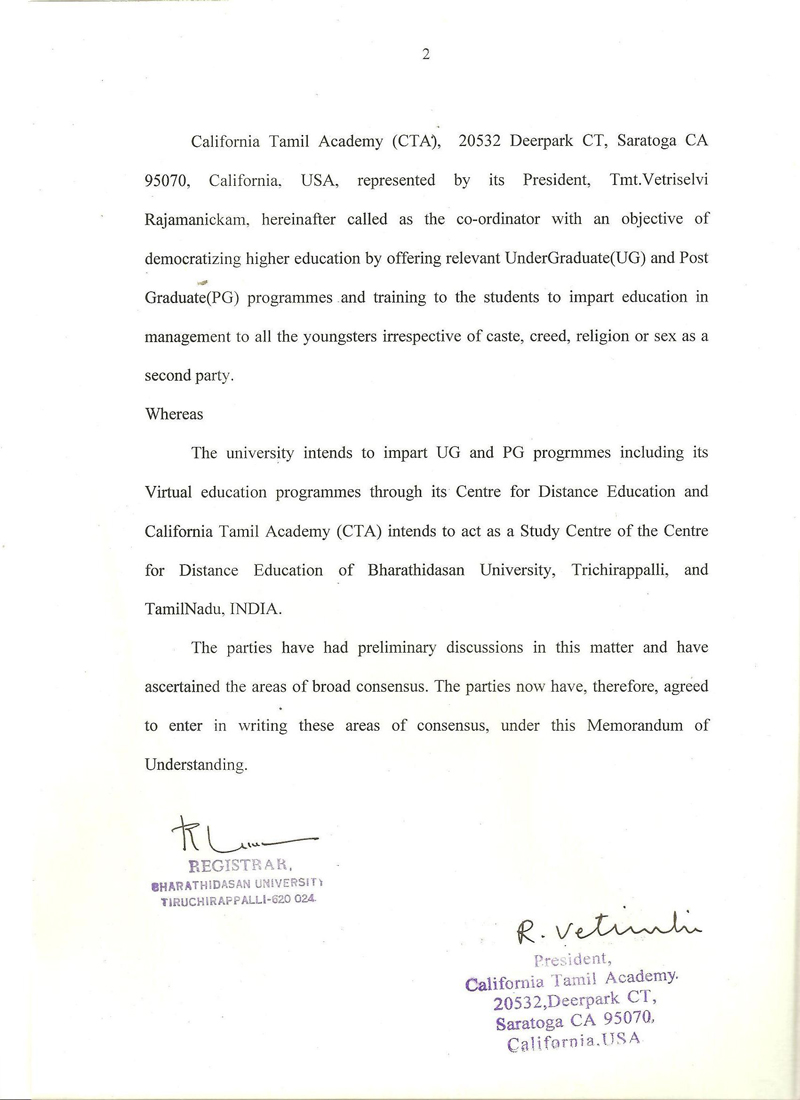 2
California Tamil Academy (CTA), 20532 Deerpark CT, Saratoga CA
95070, California, USA, represented by its President, Tmt.Vetriselvi
Rajamanickam, hereinafter called as the co-ordinator with an objective of
democratizing higher education by offering relevant UnderGraduate(UG) and Post
Graduate(PG) programmes and training to the students to impart education in
management to all the youngsters irrespective of caste, creed, religion or sex as a
second party.
Whereas
The university intends to impart UG and PG progrmmes including its
Virtual education programmes through its Centre for Distance Education and
California Tamil Academy (CTA) intends to act as a Study Centre of the Centre
for Distance Education of Bharathidasan University, Trichirappalli, and
TamilNadu, INDIA.
The parties have had preliminary discussions in this matter and have
ascertained the areas of broad consensus. The parties now have, therefore, agreed
to enter in writing these areas of consensus, under this Memorandum of
Understanding.
REGISTRAR,
BHARATHIDASAN UNIVERSITY
TIRUCHIRAPPALLI-620 024.
R.
President,
California Tamil Academy.
20532,Deerpark CT,
Saratoga CA 95070,
California.USA